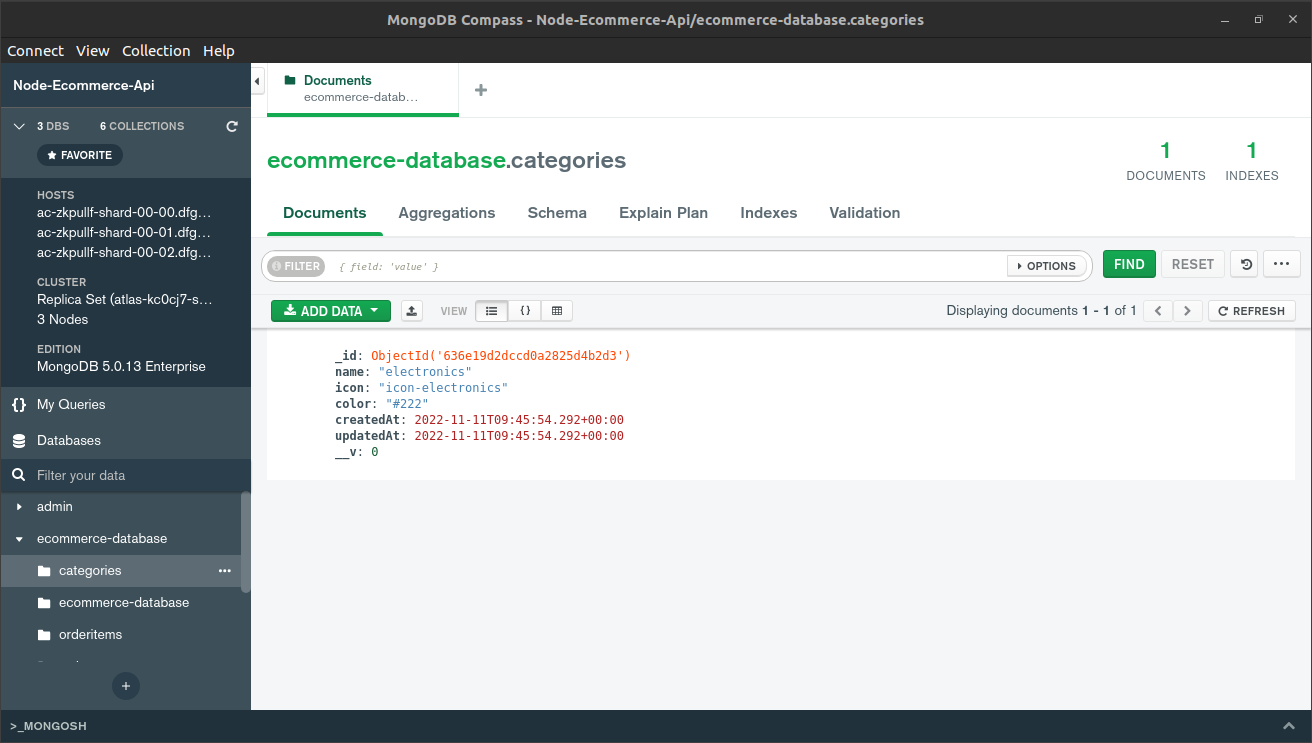 MongoDB Compass - Node-Ecommerce-Api/ecommerce-database.categories
Connect View Collection Help
Node-Ecommerce-Api
3 DBS 6 COLLECTIONS
FAVORITE
HOSTS
ac-zkpullf-shard-00-00.dfg...
ac-zkpullf-shard-00-01.dfg...
ac-zkpullf-shard-00-02.dfg...
CLUSTER
Replica Set (atlas-kc0cj7-s...
3 Nodes
EDITION
MongoDB 5.0.13 Enterprise
{} My Queries
Databases
Filter your data
admin
ecommerce-database
categories
ecommerce-database
orderitems
Documents
ecommerce-datab...
ecommerce-database.categories
1 DOCUMENTS
1 INDEXES
Documents Aggregations Schema Explain Plan Indexes Validation
FILTER { field: 'value' } OPTIONS FIND RESET
ADD DATA VIEW {} Displaying documents 1 - 1 of 1 REFRESH
_id: ObjectId('636e19d2dccd0a2825d4b2d3')
name: "electronics"
icon: "icon-electronics"
color: "#222"
createdAt: 2022-11-11T09:45:54.292+00:00
updatedAt: 2022-11-11T09:45:54.292+00:00
__v: 0
>_MONGOSH